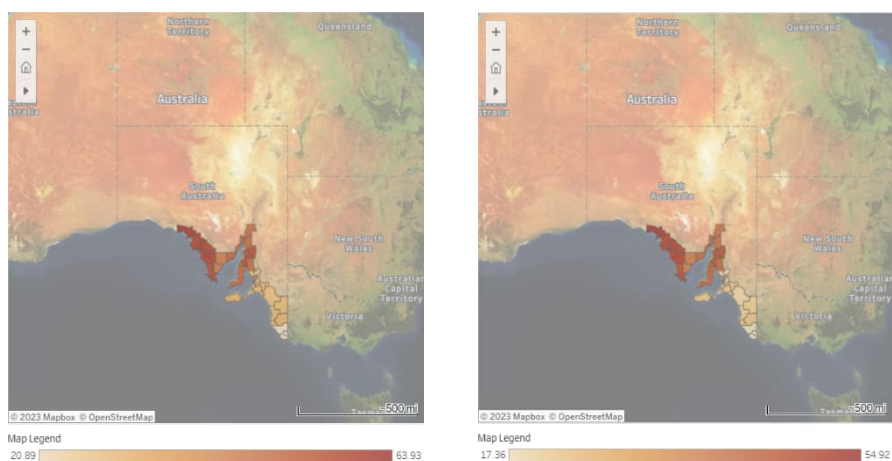 Northern
Territory
Queensland
Australia
South
Australia
New South
Wales
Australian
Capital
Territory
Victoria
500 mi
© 2023 Mapbox © OpenStreetMap
Map Legend
20.89
63.93
Northern
Territory
Queensland
Australia
South
Australia
New South
Wales
Australian
Capital
Territory
Victoria
500 mi
© 2023 Mapbox © OpenStreetMap
Map Legend
17.36
54.92